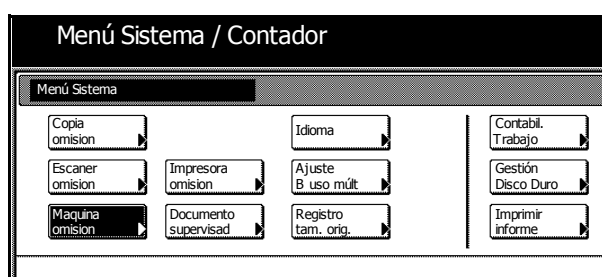 Menú Sistema / Contador
Menú Sistema
Copia
omision
Idioma
Contabil.
Trabajo
Escaner
omision
Impresora
omision
Ajuste
B uso múlt
Gestión
Disco Duro
Maquina
omision
Documento
supervisad
Registro
tam. orig.
Imprimir
informe